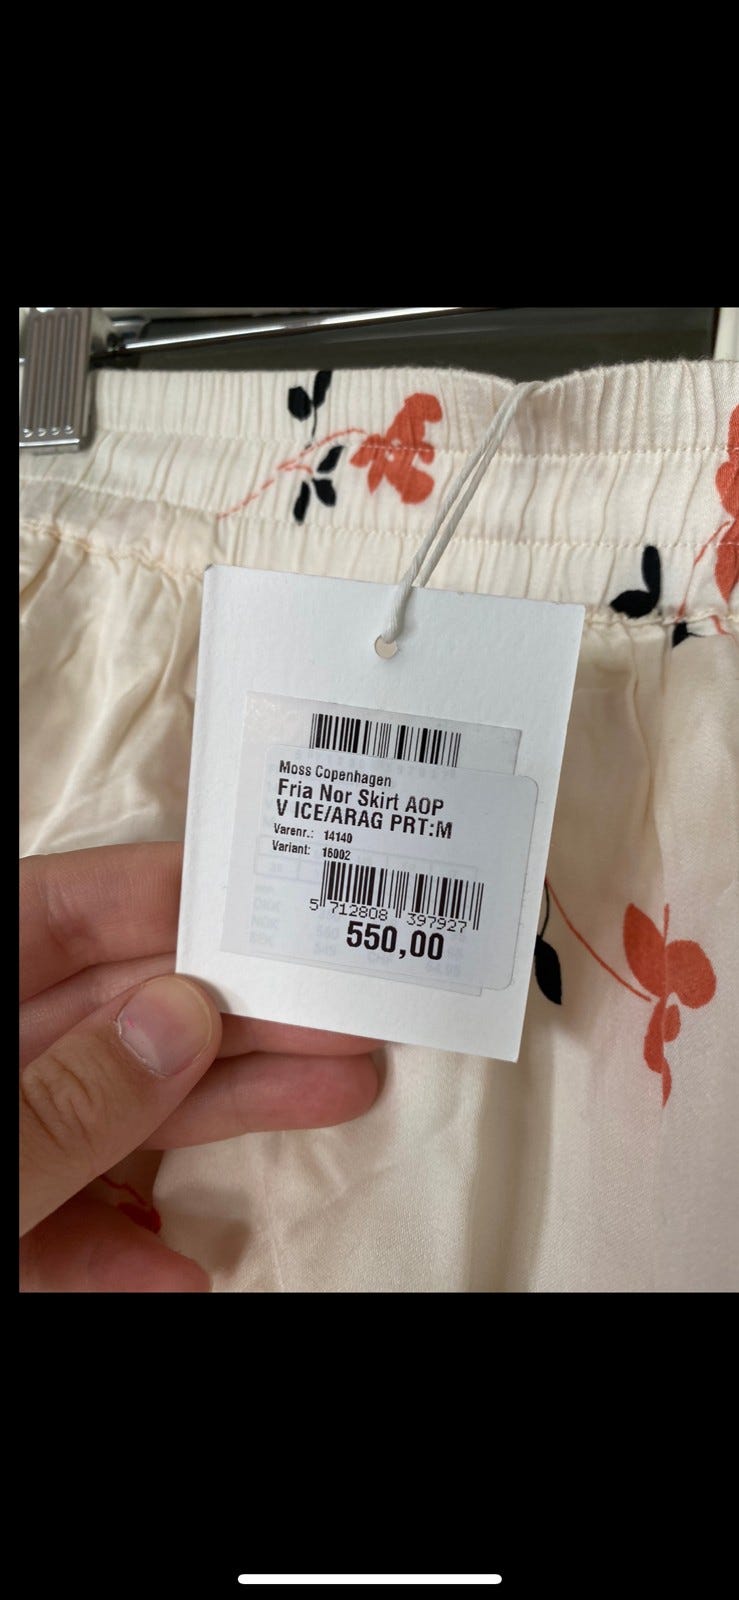 Moss Copenhagen
Fria Nor Skirt AOP
V ICE/ARAG PRT:M
Varenr.: 14140
Variant: 16002
5 712808 397927
550,00